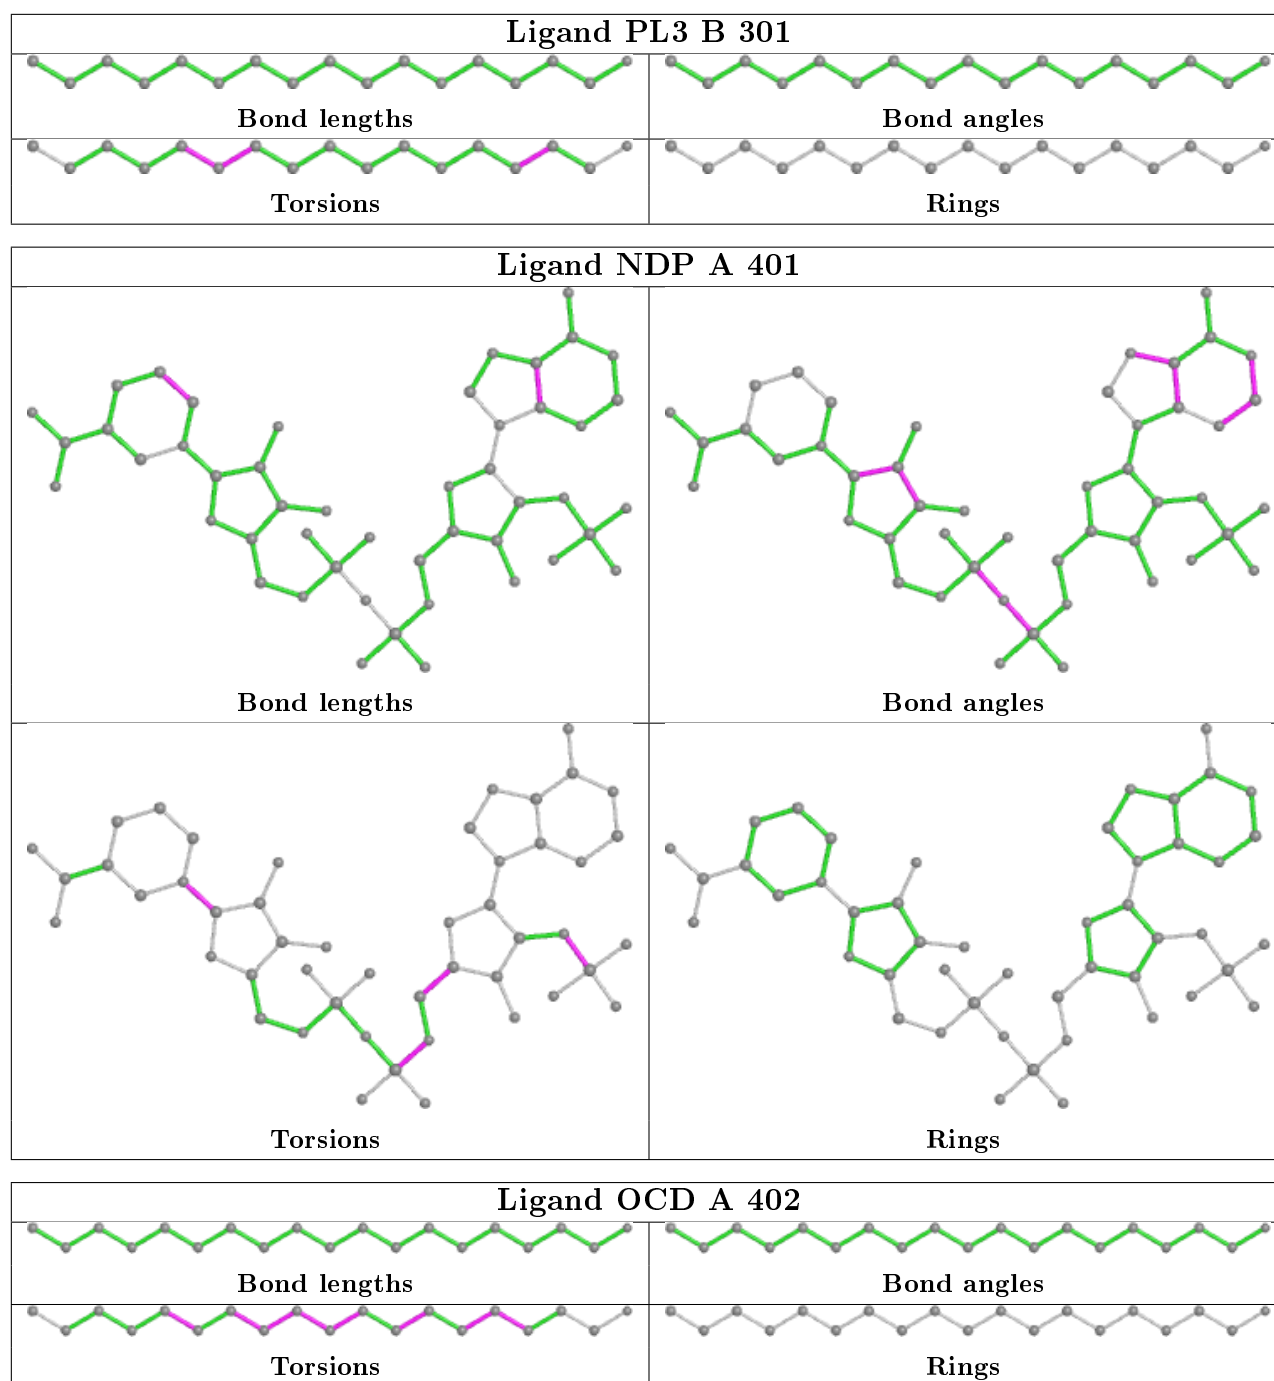 Ligand PL3 B 301
Bond lengths Bond angles
Torsions Rings
Ligand NDP A 401
Bond lengths Bond angles
Torsions Rings
Ligand OCD A 402
Bond lengths Bond angles
Torsions Rings